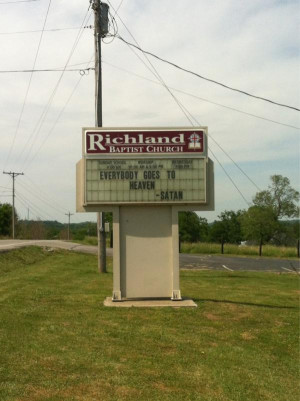 Richland
Baptist Church
EVERYBODY GOES TO
HEAVEN
-SATAN